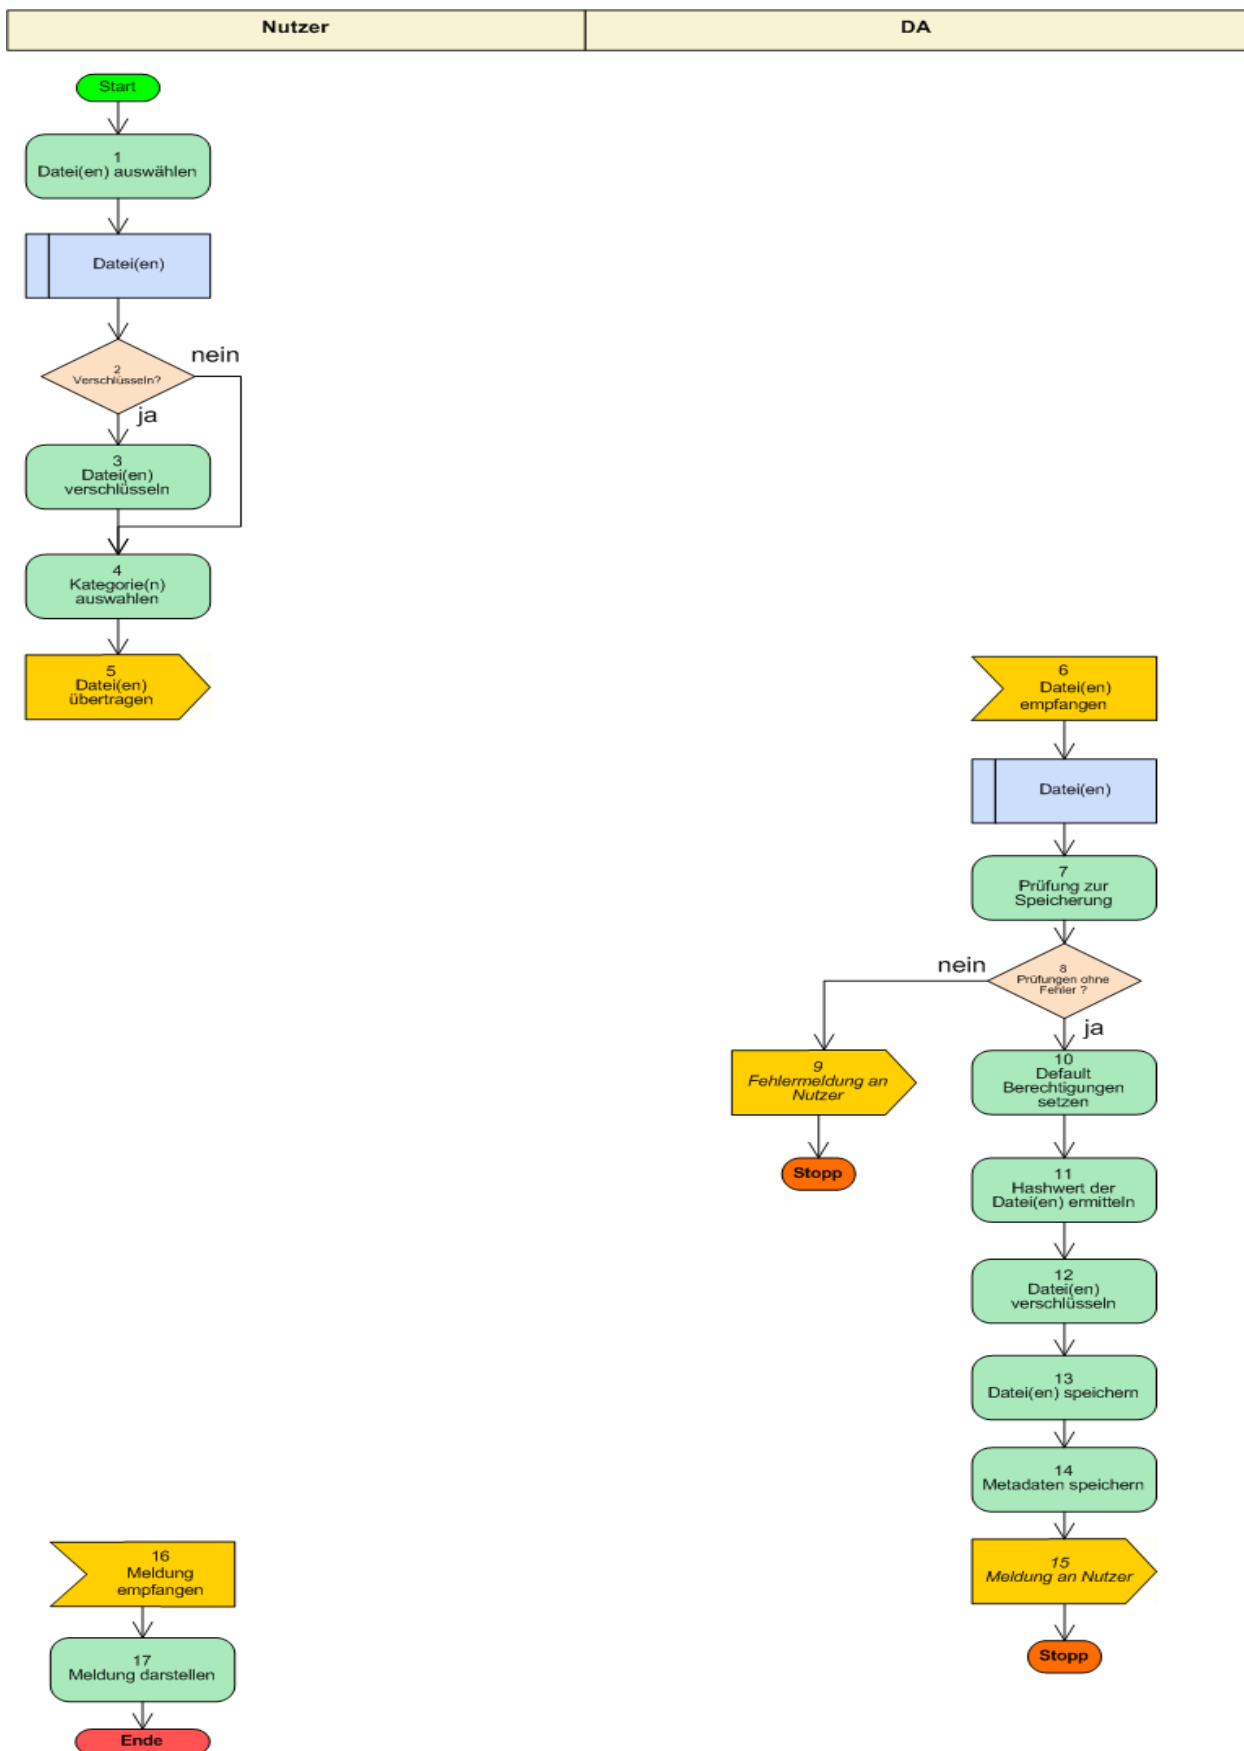 Nutzer
DA
Start
1
Datei(en) auswählen
Datei(en)
2
Verschlüsseln?
nein
ja
3
Datei(en)
verschlüsseln
4
Kategorie(n)
auswahlen
5
Datei(en)
übertragen
6
Datei(en)
empfangen
Datei(en)
7
Prüfung zur
Speicherung
8
Prüfungen ohne
Fehler ?
nein
ja
9
Fehlermeldung an
Nutzer
Stopp
10
Default
Berechtigungen
setzen
11
Hashwert der
Datei(en) ermitteln
12
Datei(en)
verschlüsseln
13
Datei(en) speichern
14
Metadaten speichern
15
Meldung an Nutzer
Stopp
16
Meldung
empfangen
17
Meldung darstellen
Ende